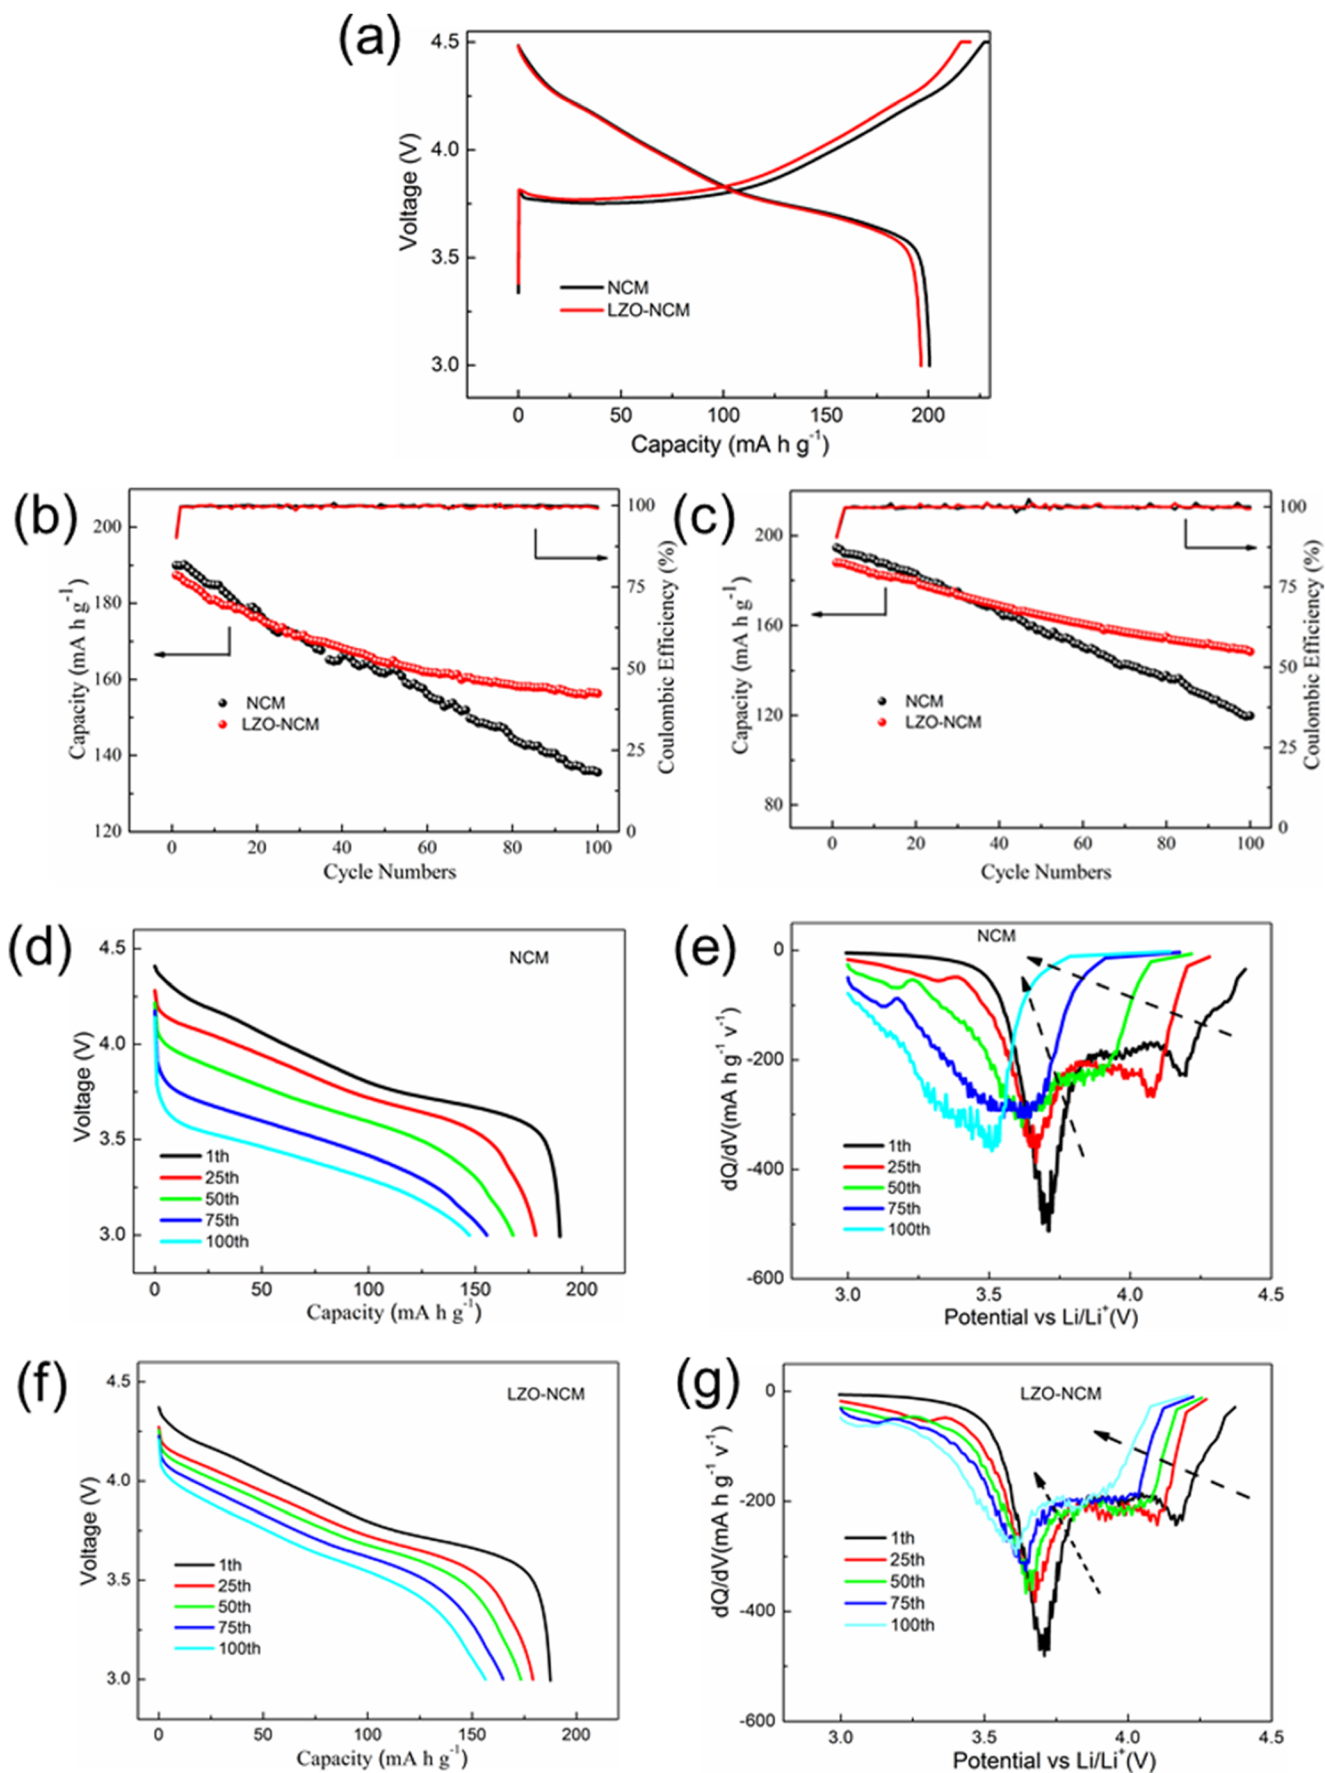 (a)
4.5
4.0
3.5
3.0
Voltage (V)
NCM
LZO-NCM
0 50 100 150 200
Capacity (mA h g⁻¹)
(b)
200
180
160
140
120
Capacity (mA h g⁻¹)
NCM
LZO-NCM
100
75
50
25
0
Coulombic Efficiency (%)
0 20 40 60 80 100
Cycle Numbers
(c)
200
160
120
80
Capacity (mA h g⁻¹)
NCM
LZO-NCM
100
75
50
25
0
Coulombic Efficiency (%)
0 20 40 60 80 100
Cycle Numbers
(d)
4.5
4.0
3.5
3.0
Voltage (V)
NCM
1th
25th
50th
75th
100th
0 50 100 150 200
Capacity (mA h g⁻¹)
(e)
0
-200
-400
-600
dQ/dV(mA h g⁻¹ v⁻¹)
NCM
1th
25th
50th
75th
100th
3.0 3.5 4.0 4.5
Potential vs Li/Li⁺(V)
(f)
4.5
4.0
3.5
3.0
Voltage (V)
LZO-NCM
1th
25th
50th
75th
100th
0 50 100 150 200
Capacity (mA h g⁻¹)
(g)
0
-200
-400
-600
dQ/dV(mA h g⁻¹ v⁻¹)
LZO-NCM
1th
25th
50th
75th
100th
3.0 3.5 4.0 4.5
Potential vs Li/Li⁺(V)